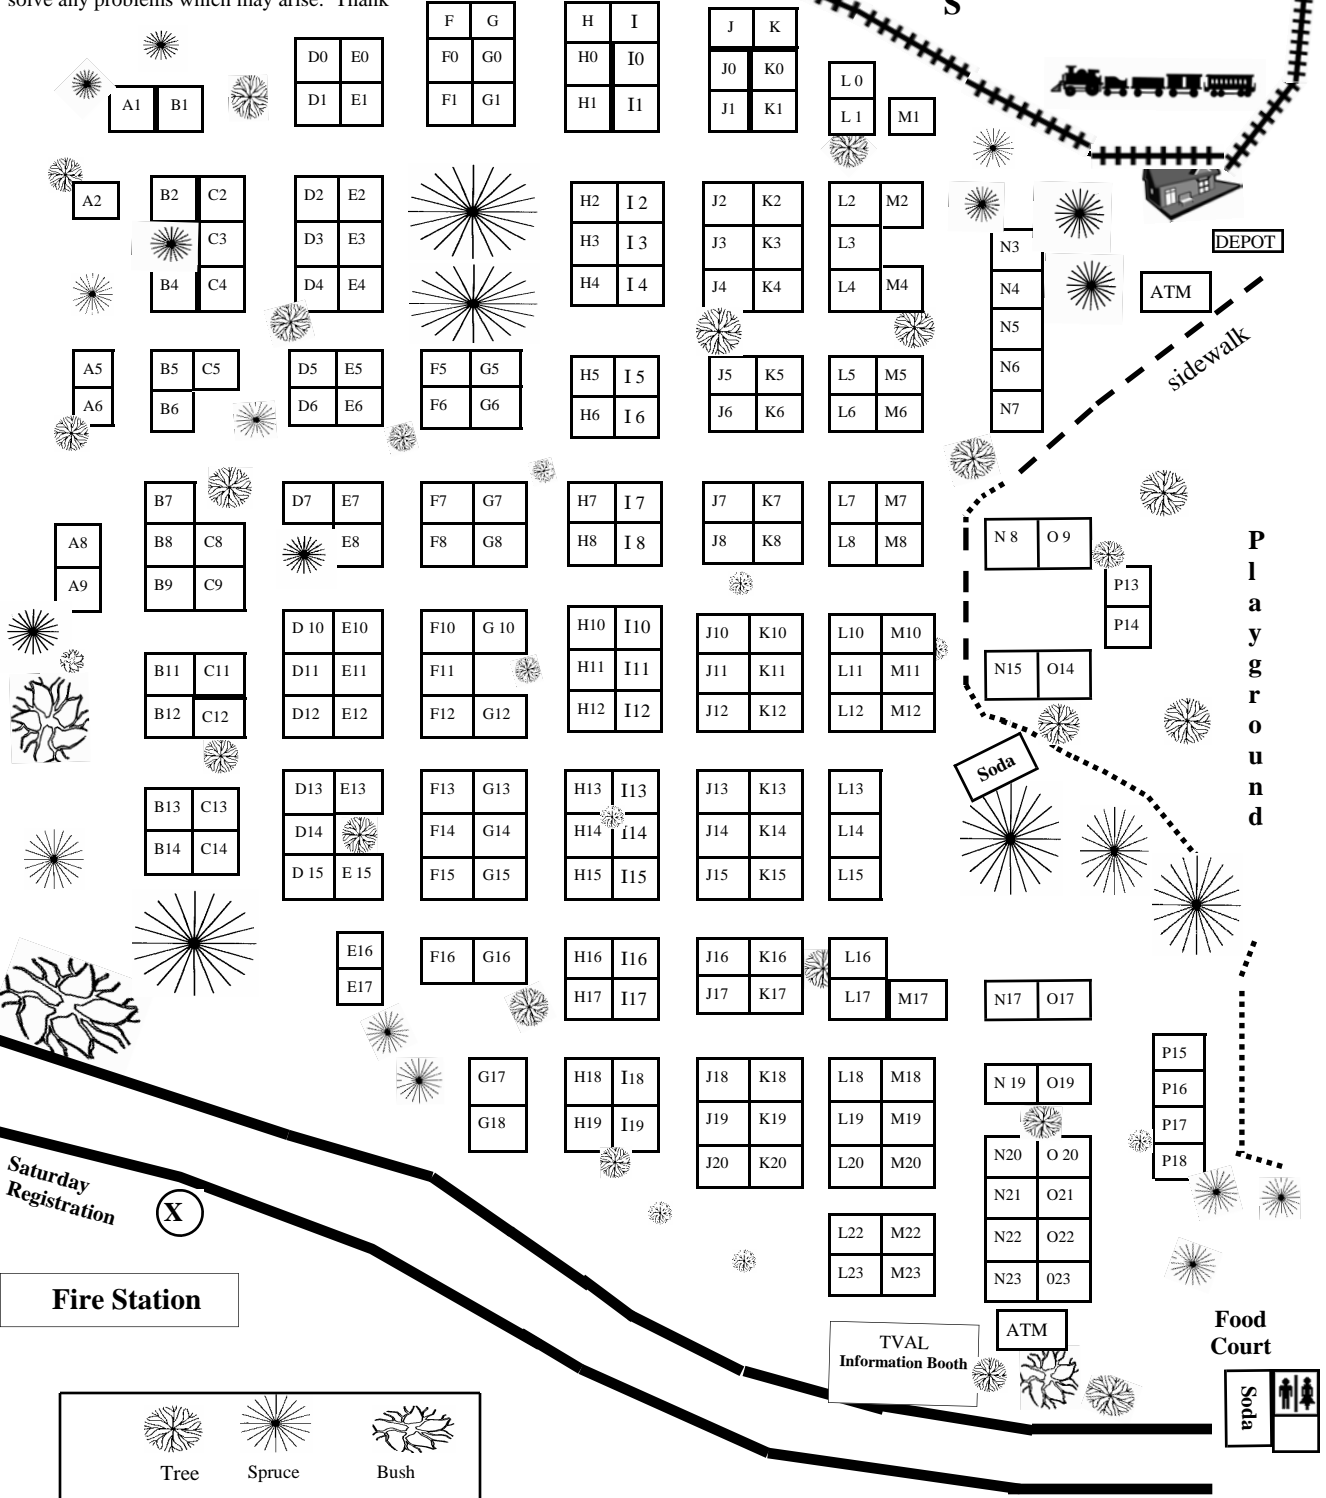 solve any problems which may arise. Thank
S
F G H I J K
D0 E0 F0 G0 H0 I0 J0 K0 L 0
D1 E1 F1 G1 H1 I1 J1 K1 L 1 M1
A1 B1
A2 B2 C2 D2 E2 H2 I 2 J2 K2 L2 M2
C3 D3 E3 H3 I 3 J3 K3 L3 N3
DEPOT
B4 C4 D4 E4 H4 I 4 J4 K4 L4 M4 N4
ATM
N5
sidewalk
A5 B5 C5 D5 E5 F5 G5 H5 I 5 J5 K5 L5 M5 N6
A6 B6 D6 E6 F6 G6 H6 I 6 J6 K6 L6 M6 N7
B7 D7 E7 F7 G7 H7 I 7 J7 K7 L7 M7
A8 B8 C8 E8 F8 G8 H8 I 8 J8 K8 L8 M8 N 8 O 9
A9 B9 C9 P13
P14
Playground
D 10 E10 F10 G 10 H10 I10 J10 K10 L10 M10
B11 C11 D11 E11 F11 H11 I11 J11 K11 L11 M11 N15 O14
B12 C12 D12 E12 F12 G12 H12 I12 J12 K12 L12 M12
Soda
B13 C13 D13 E13 F13 G13 H13 I13 J13 K13 L13
B14 C14 D14 F14 G14 H14 I14 J14 K14 L14
D 15 E 15 F15 G15 H15 I15 J15 K15 L15
E16 F16 G16 H16 I16 J16 K16 L16
E17 H17 I17 J17 K17 L17 M17 N17 O17
P15
G17 H18 I18 J18 K18 L18 M18 N 19 O19 P16
G18 H19 I19 J19 K19 L19 M19 P17
J20 K20 L20 M20 N20 O 20 P18
N21 O21
L22 M22 N22 O22
L23 M23 N23 023
Saturday
Registration
X
Fire Station
TVAL
Information Booth
ATM
Food
Court
Soda
Tree Spruce Bush